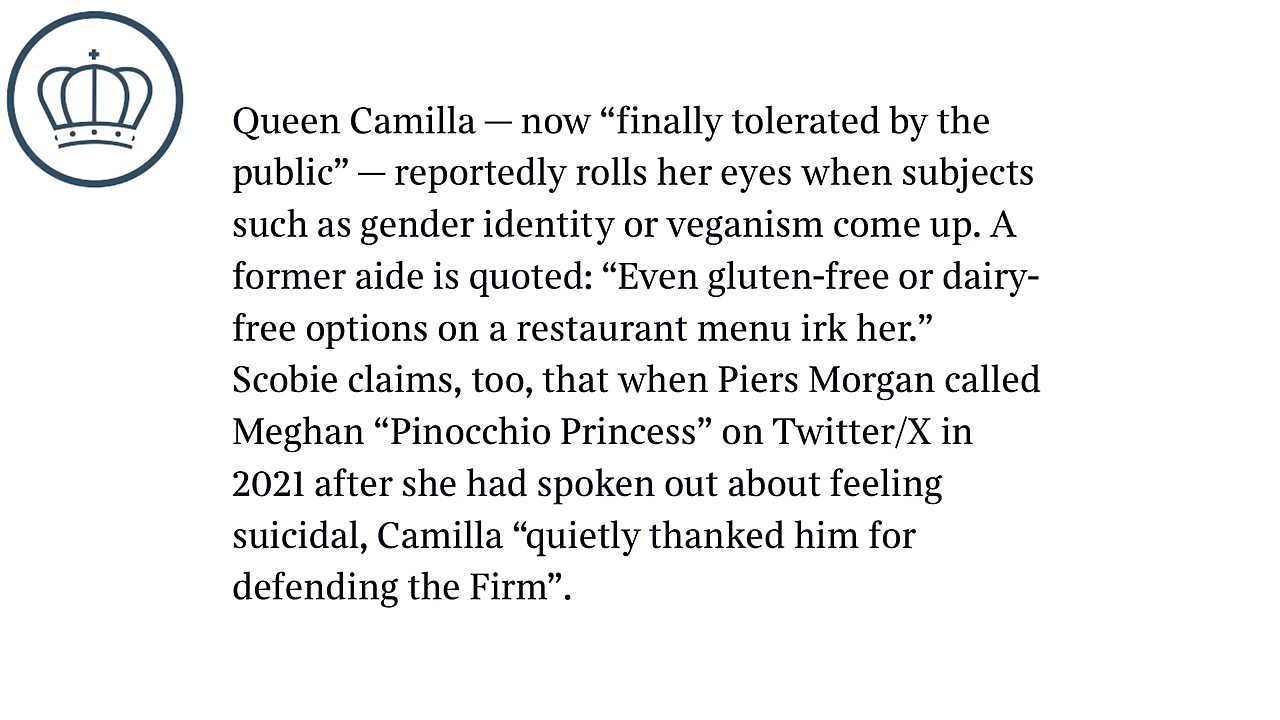 Queen Camilla — now “finally tolerated by the
public” — reportedly rolls her eyes when subjects
such as gender identity or veganism come up. A
former aide is quoted: “Even gluten-free or dairy-
free options on a restaurant menu irk her.”
Scobie claims, too, that when Piers Morgan called
Meghan “Pinocchio Princess” on Twitter/X in
2021 after she had spoken out about feeling
suicidal, Camilla “quietly thanked him for
defending the Firm”.